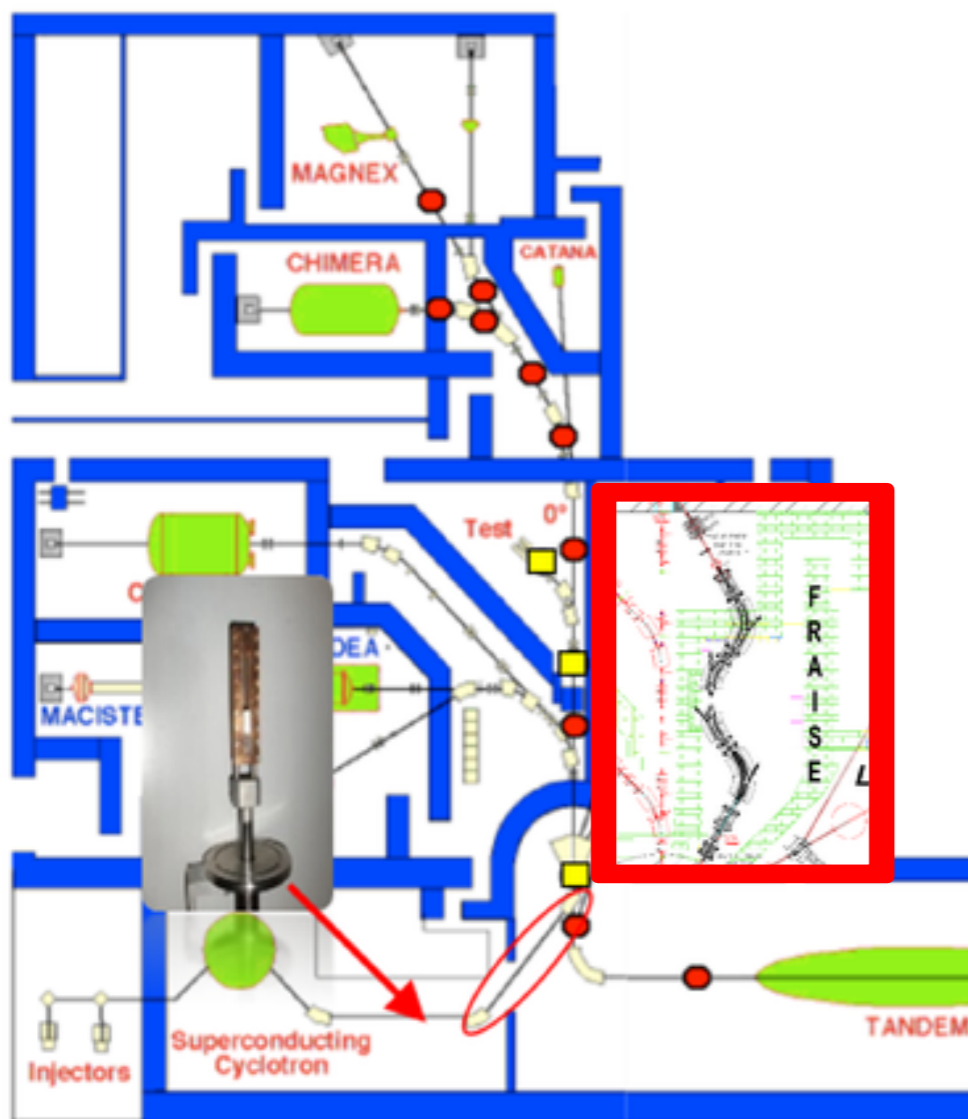 MAGNEX
CATANA
CHIMERA
Test
0°
FRAISE
L
C
DEA
MACISTE
Superconducting
Cyclotron
Injectors
TANDEM